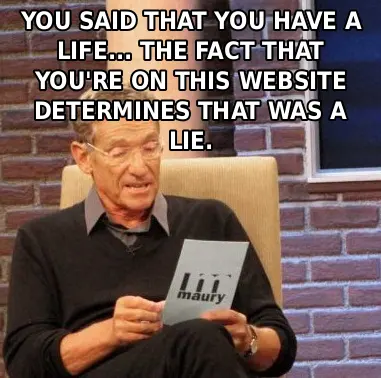 YOU SAID THAT YOU HAVE A
LIFE... THE FACT THAT
YOU'RE ON THIS WEBSITE
DETERMINES THAT WAS A
LIE.
maury